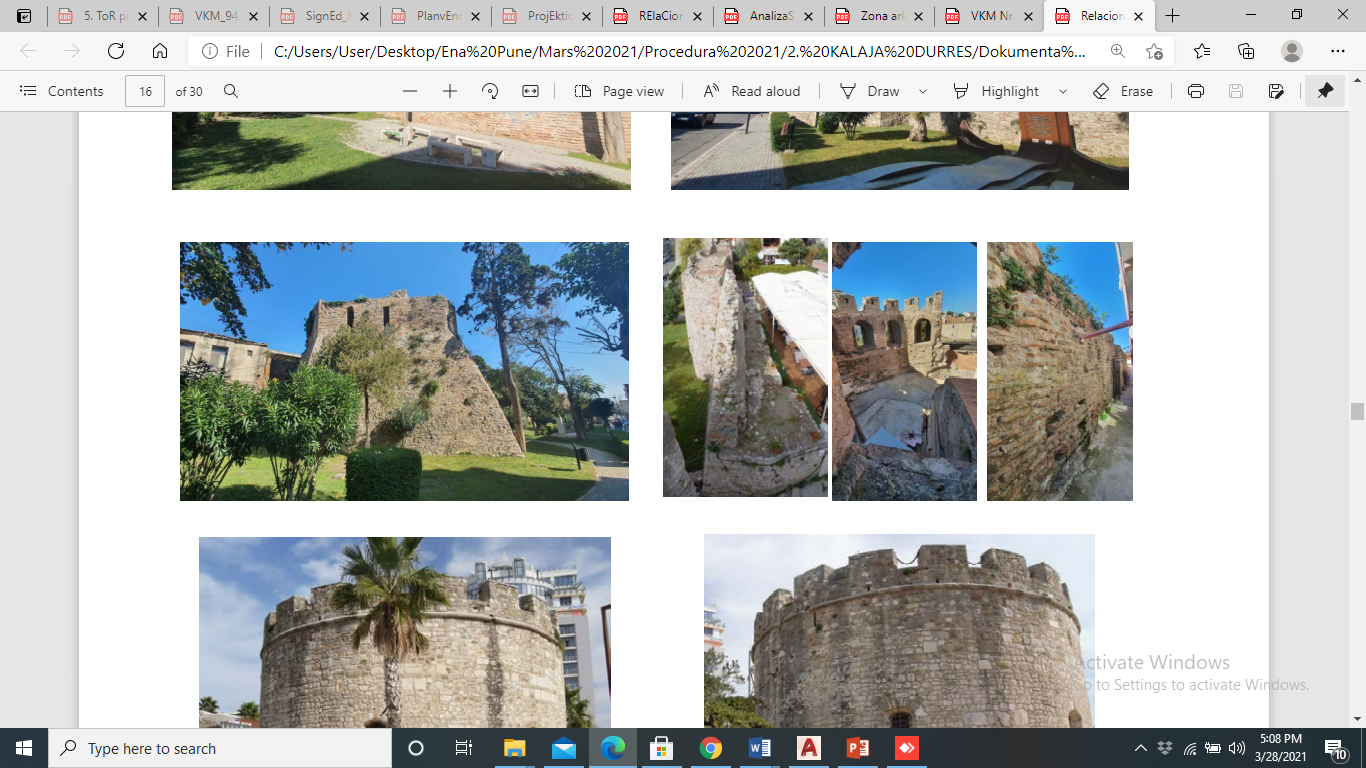 5. ToR p
VKM_94
SignEd_
PlanvEn
ProjEktic
RElaCior
AnalizaS
Zona ar
VKM Nr.
Relacion
File
C:/Users/User/Desktop/Ena%20Pune/Mars%202021/Procedura%202021/2.%20KALAJA%20DURRES/Dokumenta%...
Contents
16
of 30
Page view
Read aloud
Draw
Highlight
Erase
Activate Windows
Go to Settings to activate Windows.
Type here to search
5:08 PM
3/28/2021
10